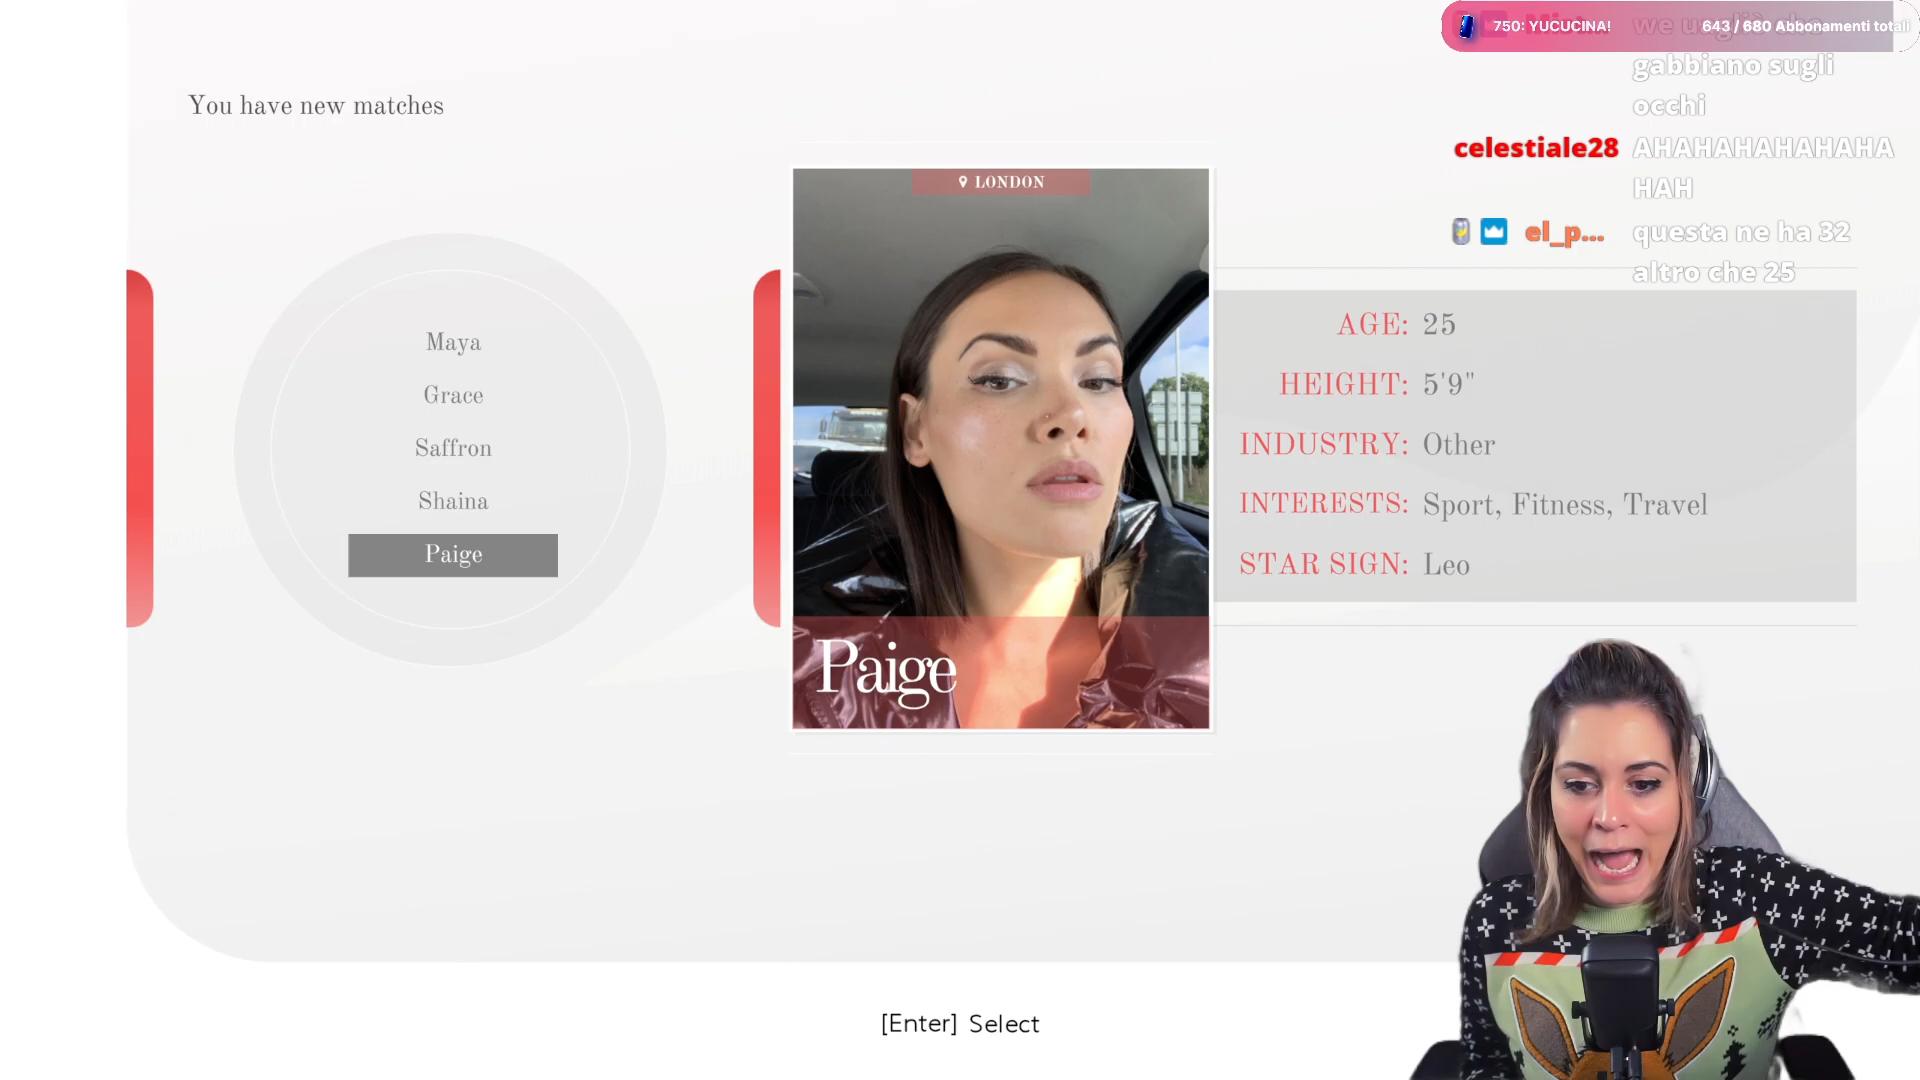 750: YUCUCINA!
643 / 680 Abbonamenti totali
gabbiano sugli
occhi
celestiale28 AHAHAHAHAHAHA
HAH
el_p... questa ne ha 32
altro che 25
You have new matches
Maya
Grace
Saffron
Shaina
Paige
LONDON
Paige
AGE: 25
HEIGHT: 5'9"
INDUSTRY: Other
INTERESTS: Sport, Fitness, Travel
STAR SIGN: Leo
[Enter] Select